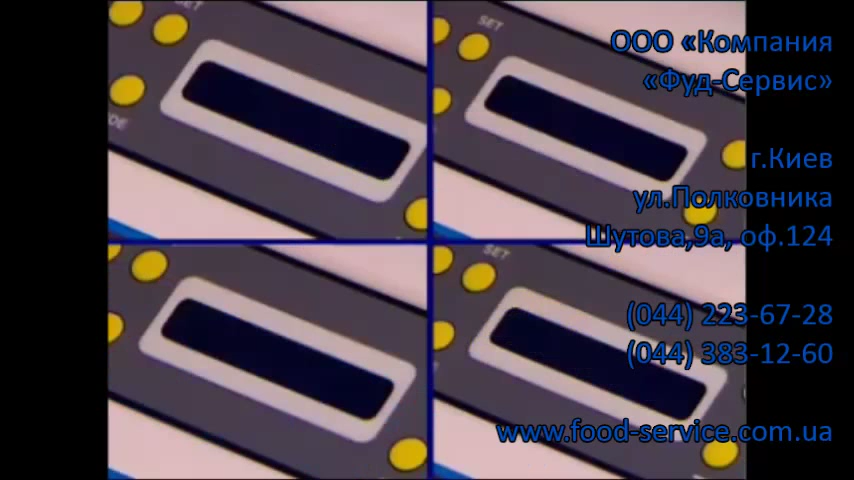 SET
SET
ООО «Компания
«Фуд-Сервис»
г.Киев
ул.Полковника
Шутова,9а, оф.124
SET
(044) 223-67-28
(044) 383-12-60
www.food-service.com.ua